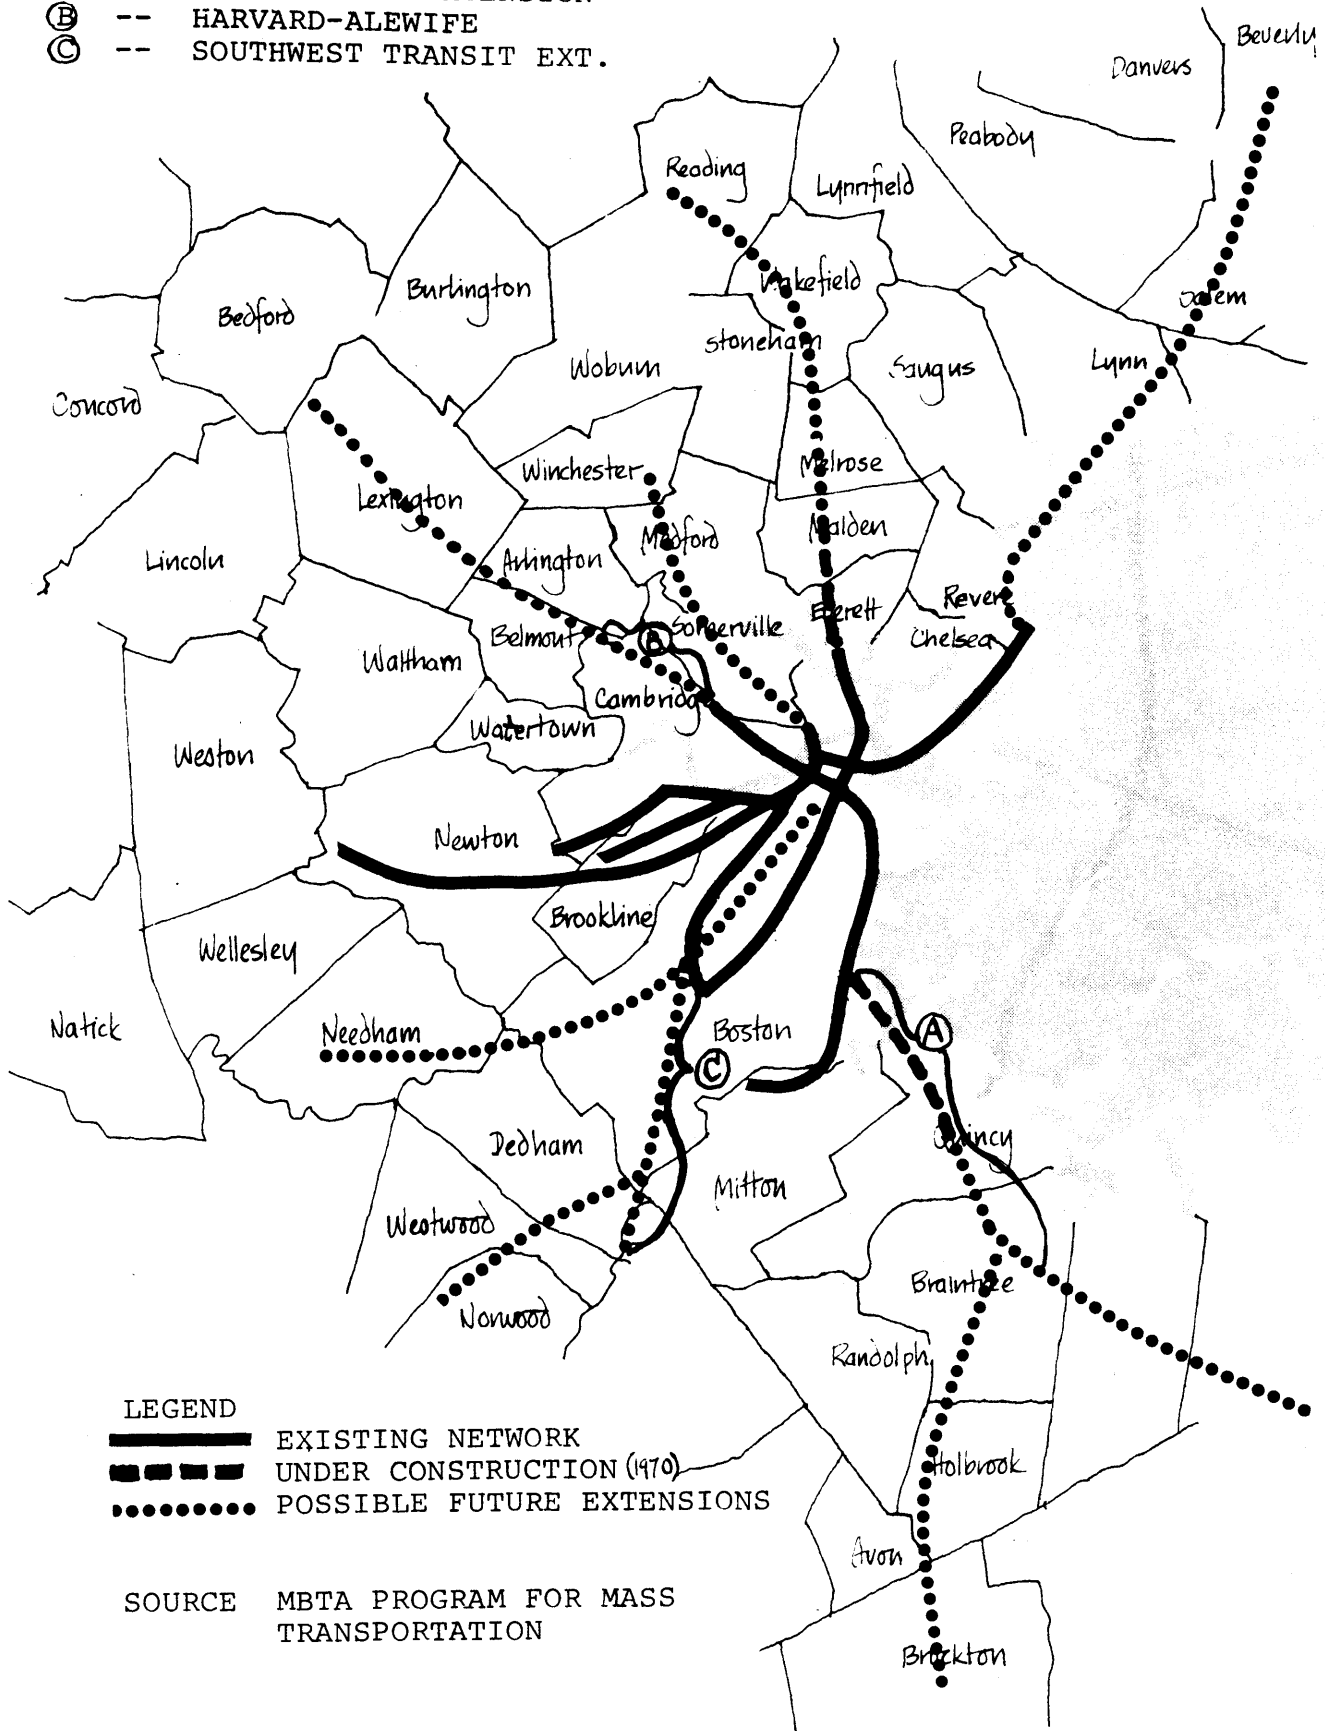 Ⓑ -- HARVARD-ALEWIFE
Ⓒ -- SOUTHWEST TRANSIT EXT.
Beverly
Danvers
Peabody
Reading
Lynnfield
Wakefield
Burlington
Bedford
Salem
Stoneham
Woburn
Saugus
Lynn
Concord
Winchester
Melrose
Lexington
Malden
Medford
Arlington
Lincoln
Revere
Everett
Somerville
Ⓑ
Belmont
Chelsea
Waltham
Cambridge
Watertown
Weston
Newton
Brookline
Wellesley
Natick
Needham
Boston
Ⓐ
Ⓒ
Quincy
Dedham
Milton
Westwood
Braintree
Norwood
Randolph
Holbrook
Avon
Brockton
LEGEND
EXISTING NETWORK
UNDER CONSTRUCTION (1970)
POSSIBLE FUTURE EXTENSIONS
SOURCE MBTA PROGRAM FOR MASS
TRANSPORTATION